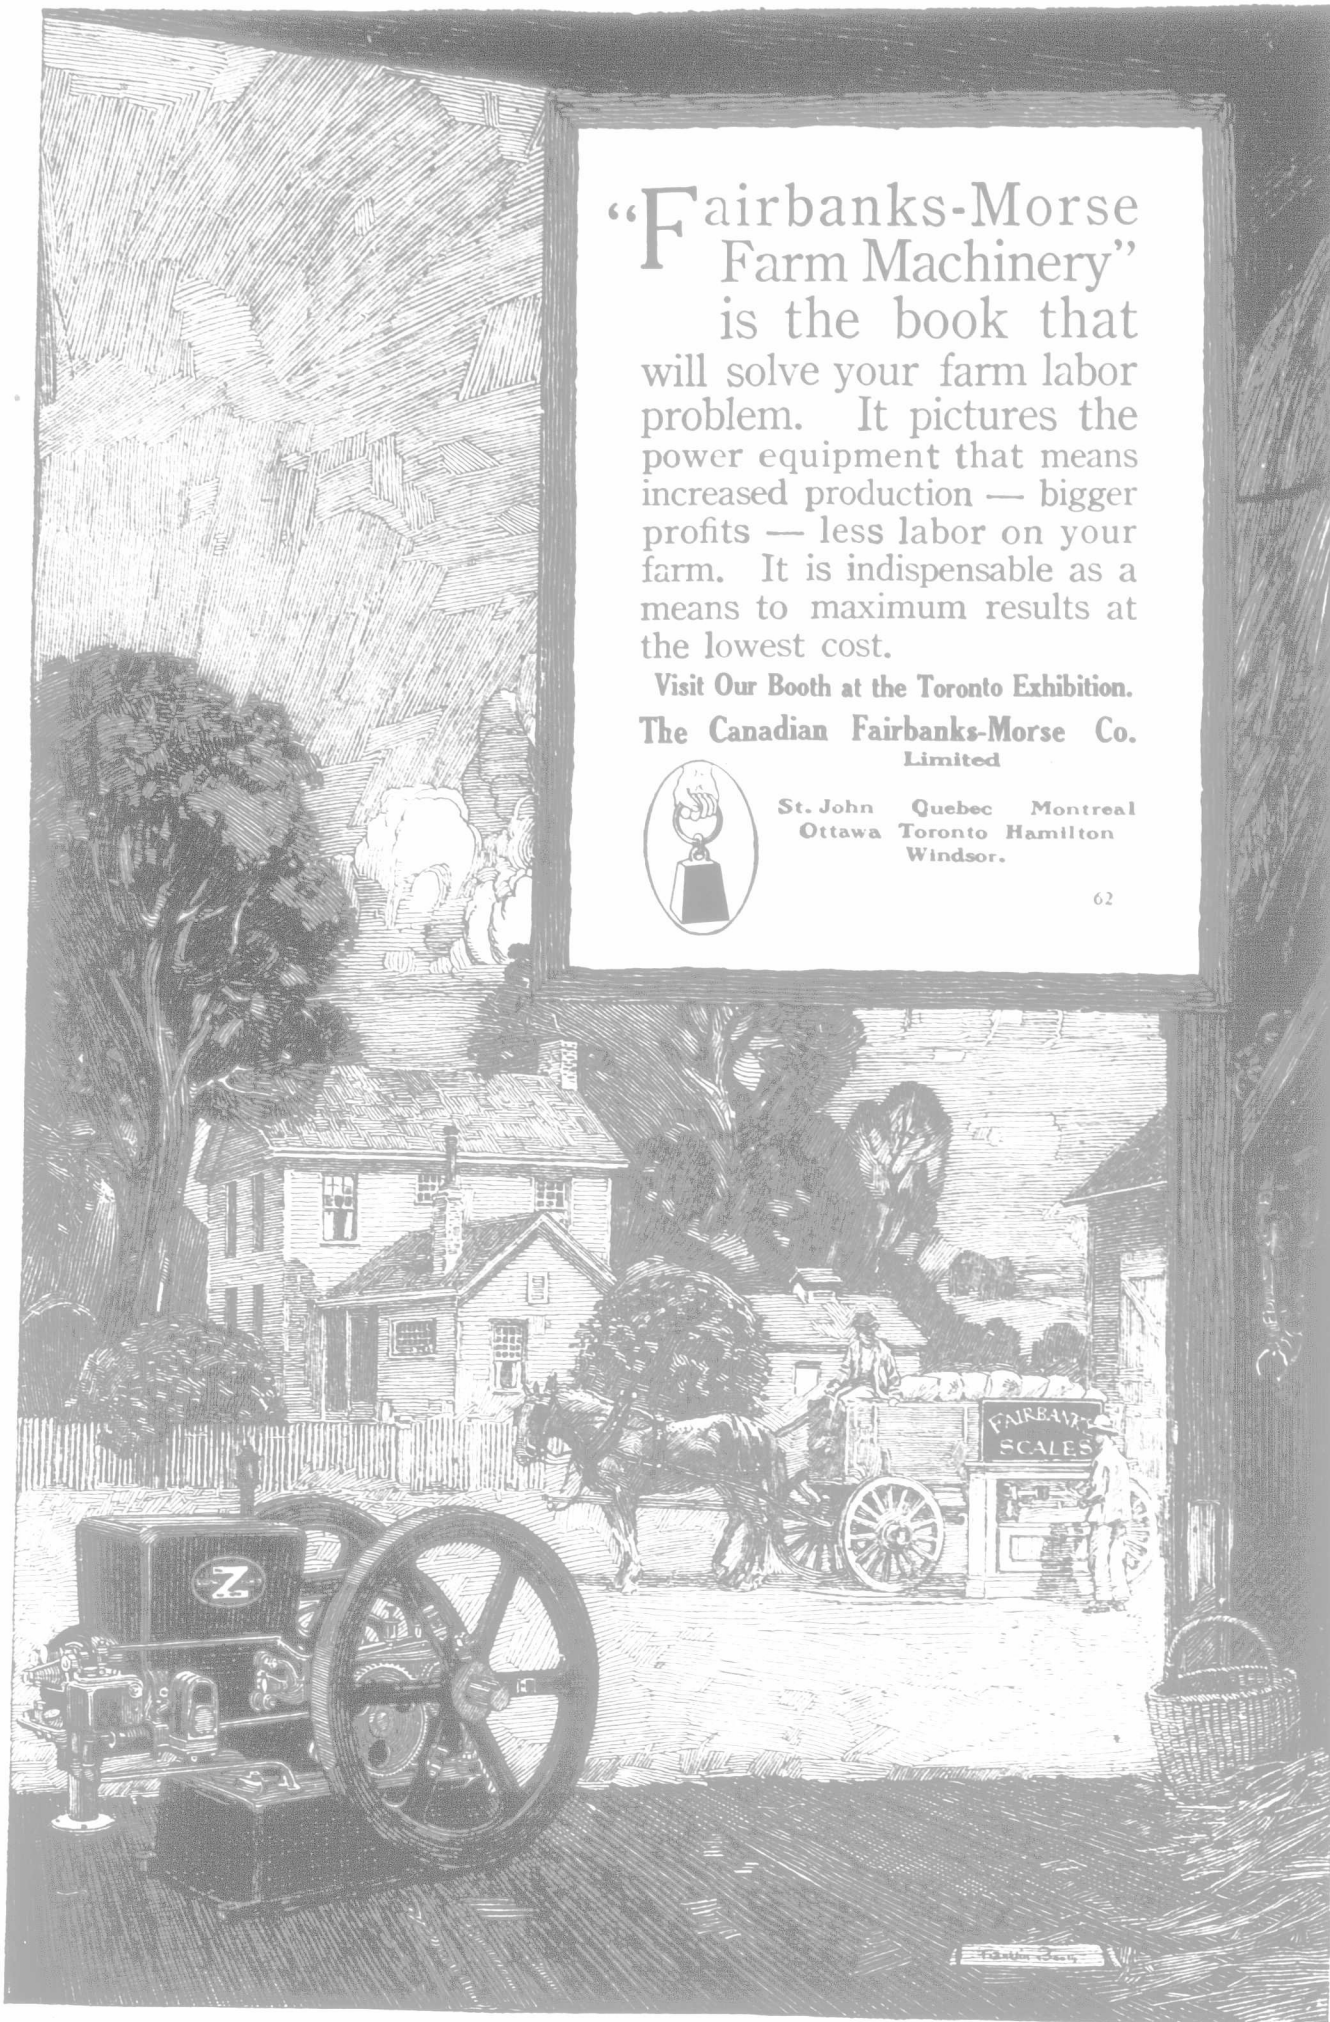 "Fairbanks-Morse
Farm Machinery"
is the book that
will solve your farm labor
problem. It pictures the
power equipment that means
increased production — bigger
profits — less labor on your
farm. It is indispensable as a
means to maximum results at
the lowest cost.
Visit Our Booth at the Toronto Exhibition.
The Canadian Fairbanks-Morse Co.
Limited
St. John Quebec Montreal
Ottawa Toronto Hamilton
Windsor.
62
FAIRBANKS
SCALES
Z
Franklin Booth